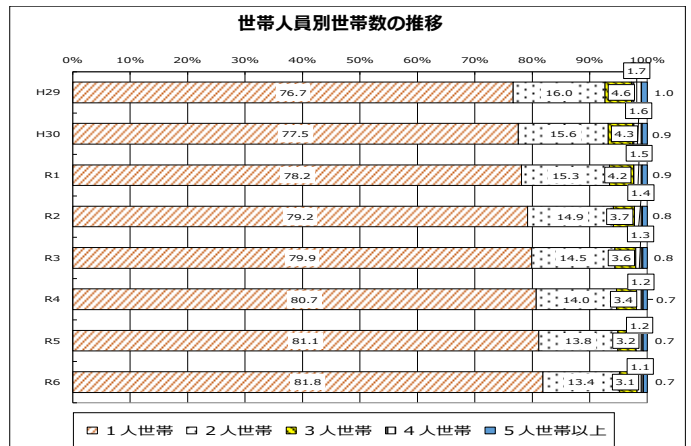 世帯人員別世帯数の推移
0% 10% 20% 30% 40% 50% 60% 70% 80% 90% 100%
1.7
H29 76.7 16.0 4.6 1.0
1.6
H30 77.5 15.6 4.3 0.9
1.5
R1 78.2 15.3 4.2 0.9
1.4
R2 79.2 14.9 3.7 0.8
1.3
R3 79.9 14.5 3.6 0.8
1.2
R4 80.7 14.0 3.4 0.7
1.2
R5 81.1 13.8 3.2 0.7
1.1
R6 81.8 13.4 3.1 0.7
1人世帯 2人世帯 3人世帯 4人世帯 5人世帯以上